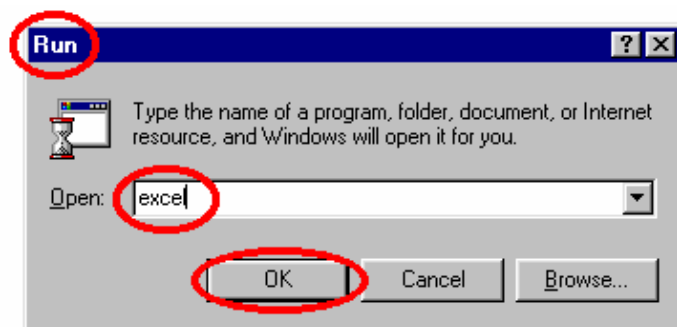 Run
Type the name of a program, folder, document, or Internet
resource, and Windows will open it for you.
Open: excel
OK Cancel Browse...